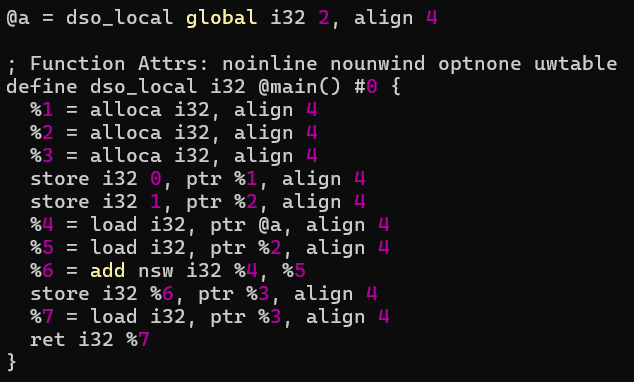 @a = dso_local global i32 2, align 4

; Function Attrs: noinline nounwind optnone uwtable
define dso_local i32 @main() #0 {
  %1 = alloca i32, align 4
  %2 = alloca i32, align 4
  %3 = alloca i32, align 4
  store i32 0, ptr %1, align 4
  store i32 1, ptr %2, align 4
  %4 = load i32, ptr @a, align 4
  %5 = load i32, ptr %2, align 4
  %6 = add nsw i32 %4, %5
  store i32 %6, ptr %3, align 4
  %7 = load i32, ptr %3, align 4
  ret i32 %7
}